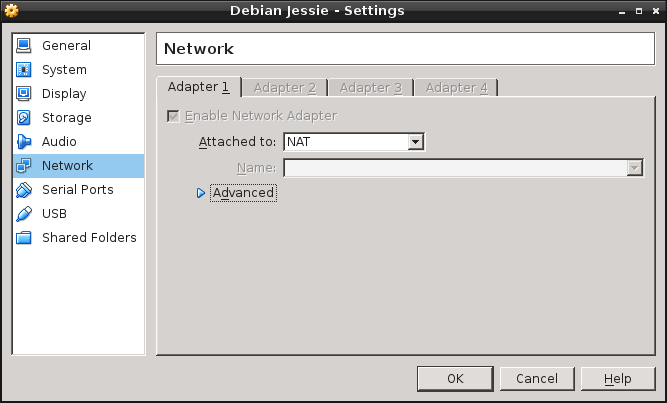 Debian Jessie - Settings
General
System
Display
Storage
Audio
Network
Serial Ports
USB
Shared Folders
Network
Adapter 1 Adapter 2 Adapter 3 Adapter 4
Enable Network Adapter
Attached to: NAT
Name:
Advanced
OK Cancel Help